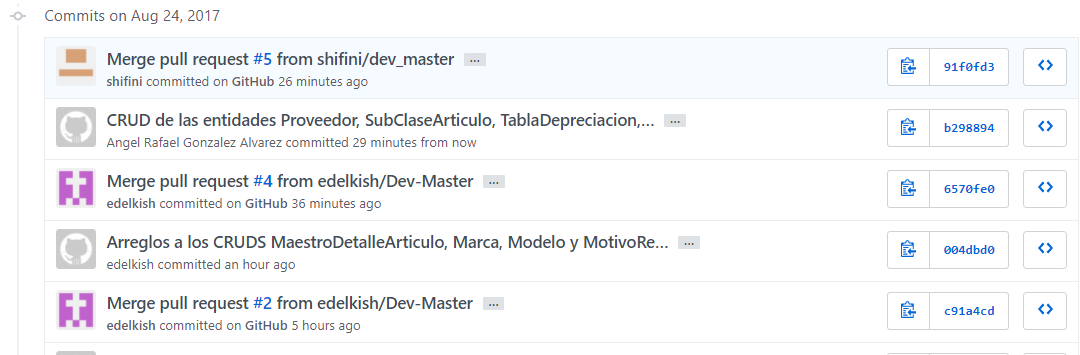 Commits on Aug 24, 2017
Merge pull request #5 from shifini/dev_master ...
shifini committed on GitHub 26 minutes ago
91f0fd3
CRUD de las entidades Proveedor, SubClaseArticulo, TablaDepreciacion,... ...
Angel Rafael Gonzalez Alvarez committed 29 minutes from now
b298894
Merge pull request #4 from edelkish/Dev-Master ...
edelkish committed on GitHub 36 minutes ago
6570fe0
Arreglos a los CRUDS MaestroDetalleArticulo, Marca, Modelo y MotivoRe... ...
edelkish committed an hour ago
004dbd0
Merge pull request #2 from edelkish/Dev-Master ...
edelkish committed on GitHub 5 hours ago
c91a4cd